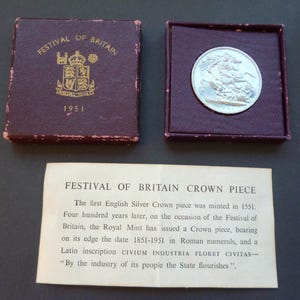 FESTIVAL OF BRITAIN
1951
FESTIVAL OF BRITAIN CROWN PIECE
The first English Silver Crown piece was minted in 1551.
Four hundred years later, on the occasion of the Festival of
Britain, the Royal Mint has issued a Crown piece, bearing
on its edge the date 1851-1951 in Roman numerals, and a
Latin inscription CIVIUM INDUSTRIA FLORET CIVITAS—
"By the industry of its people the State flourishes".